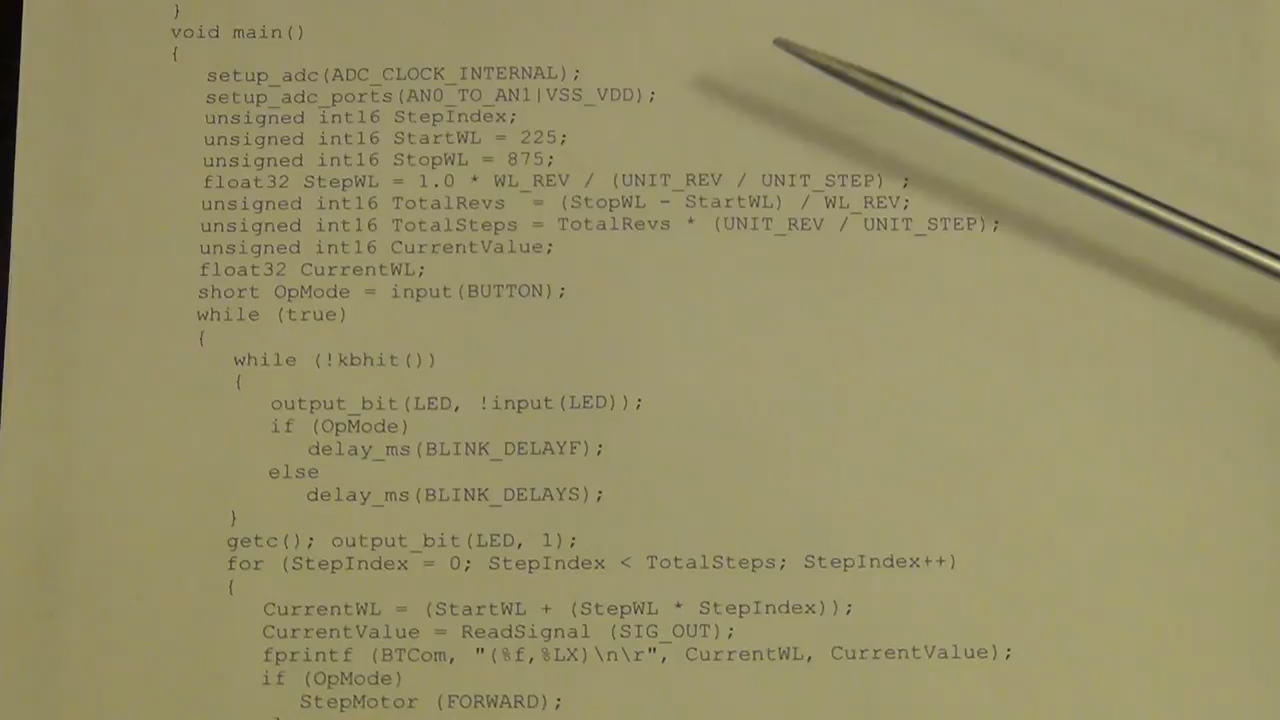 }
void main()
{
setup_adc(ADC_CLOCK_INTERNAL);
setup_adc_ports(AN0_TO_AN1|VSS_VDD);
unsigned int16 StepIndex;
unsigned int16 StartWL = 225;
unsigned int16 StopWL = 875;
float32 StepWL = 1.0 * WL_REV / (UNIT_REV / UNIT_STEP) ;
unsigned int16 TotalRevs = (StopWL - StartWL) / WL_REV;
unsigned int16 TotalSteps = TotalRevs * (UNIT_REV / UNIT_STEP);
unsigned int16 CurrentValue;
float32 CurrentWL;
short OpMode = input(BUTTON);
while (true)
{
while (!kbhit())
{
output_bit(LED, !input(LED));
if (OpMode)
delay_ms(BLINK_DELAYF);
else
delay_ms(BLINK_DELAYS);
}
getc(); output_bit(LED, 1);
for (StepIndex = 0; StepIndex < TotalSteps; StepIndex++)
{
CurrentWL = (StartWL + (StepWL * StepIndex));
CurrentValue = ReadSignal (SIG_OUT);
fprintf (BTCom, "(%f,%LX)\n\r", CurrentWL, CurrentValue);
if (OpMode)
StepMotor (FORWARD);